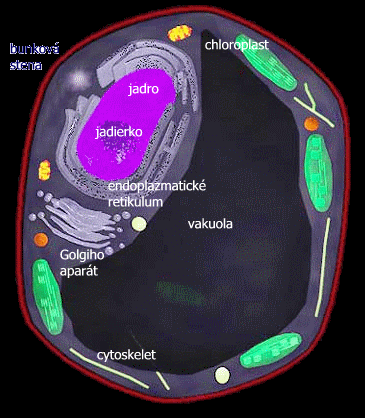 chloroplast
bunková
stena
jadro
jadierko
endoplazmatické
retikulum
vakuola
Golgiho
aparát
cytoskelet